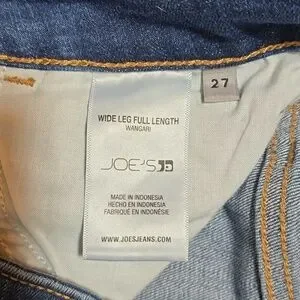 27
WIDE LEG FULL LENGTH
WANGARI
JOE'S
MADE IN INDONESIA
HECHO EN INDONESIA
FABRIQUÉ EN INDONÉSIE
WWW.JOESJEANS.COM